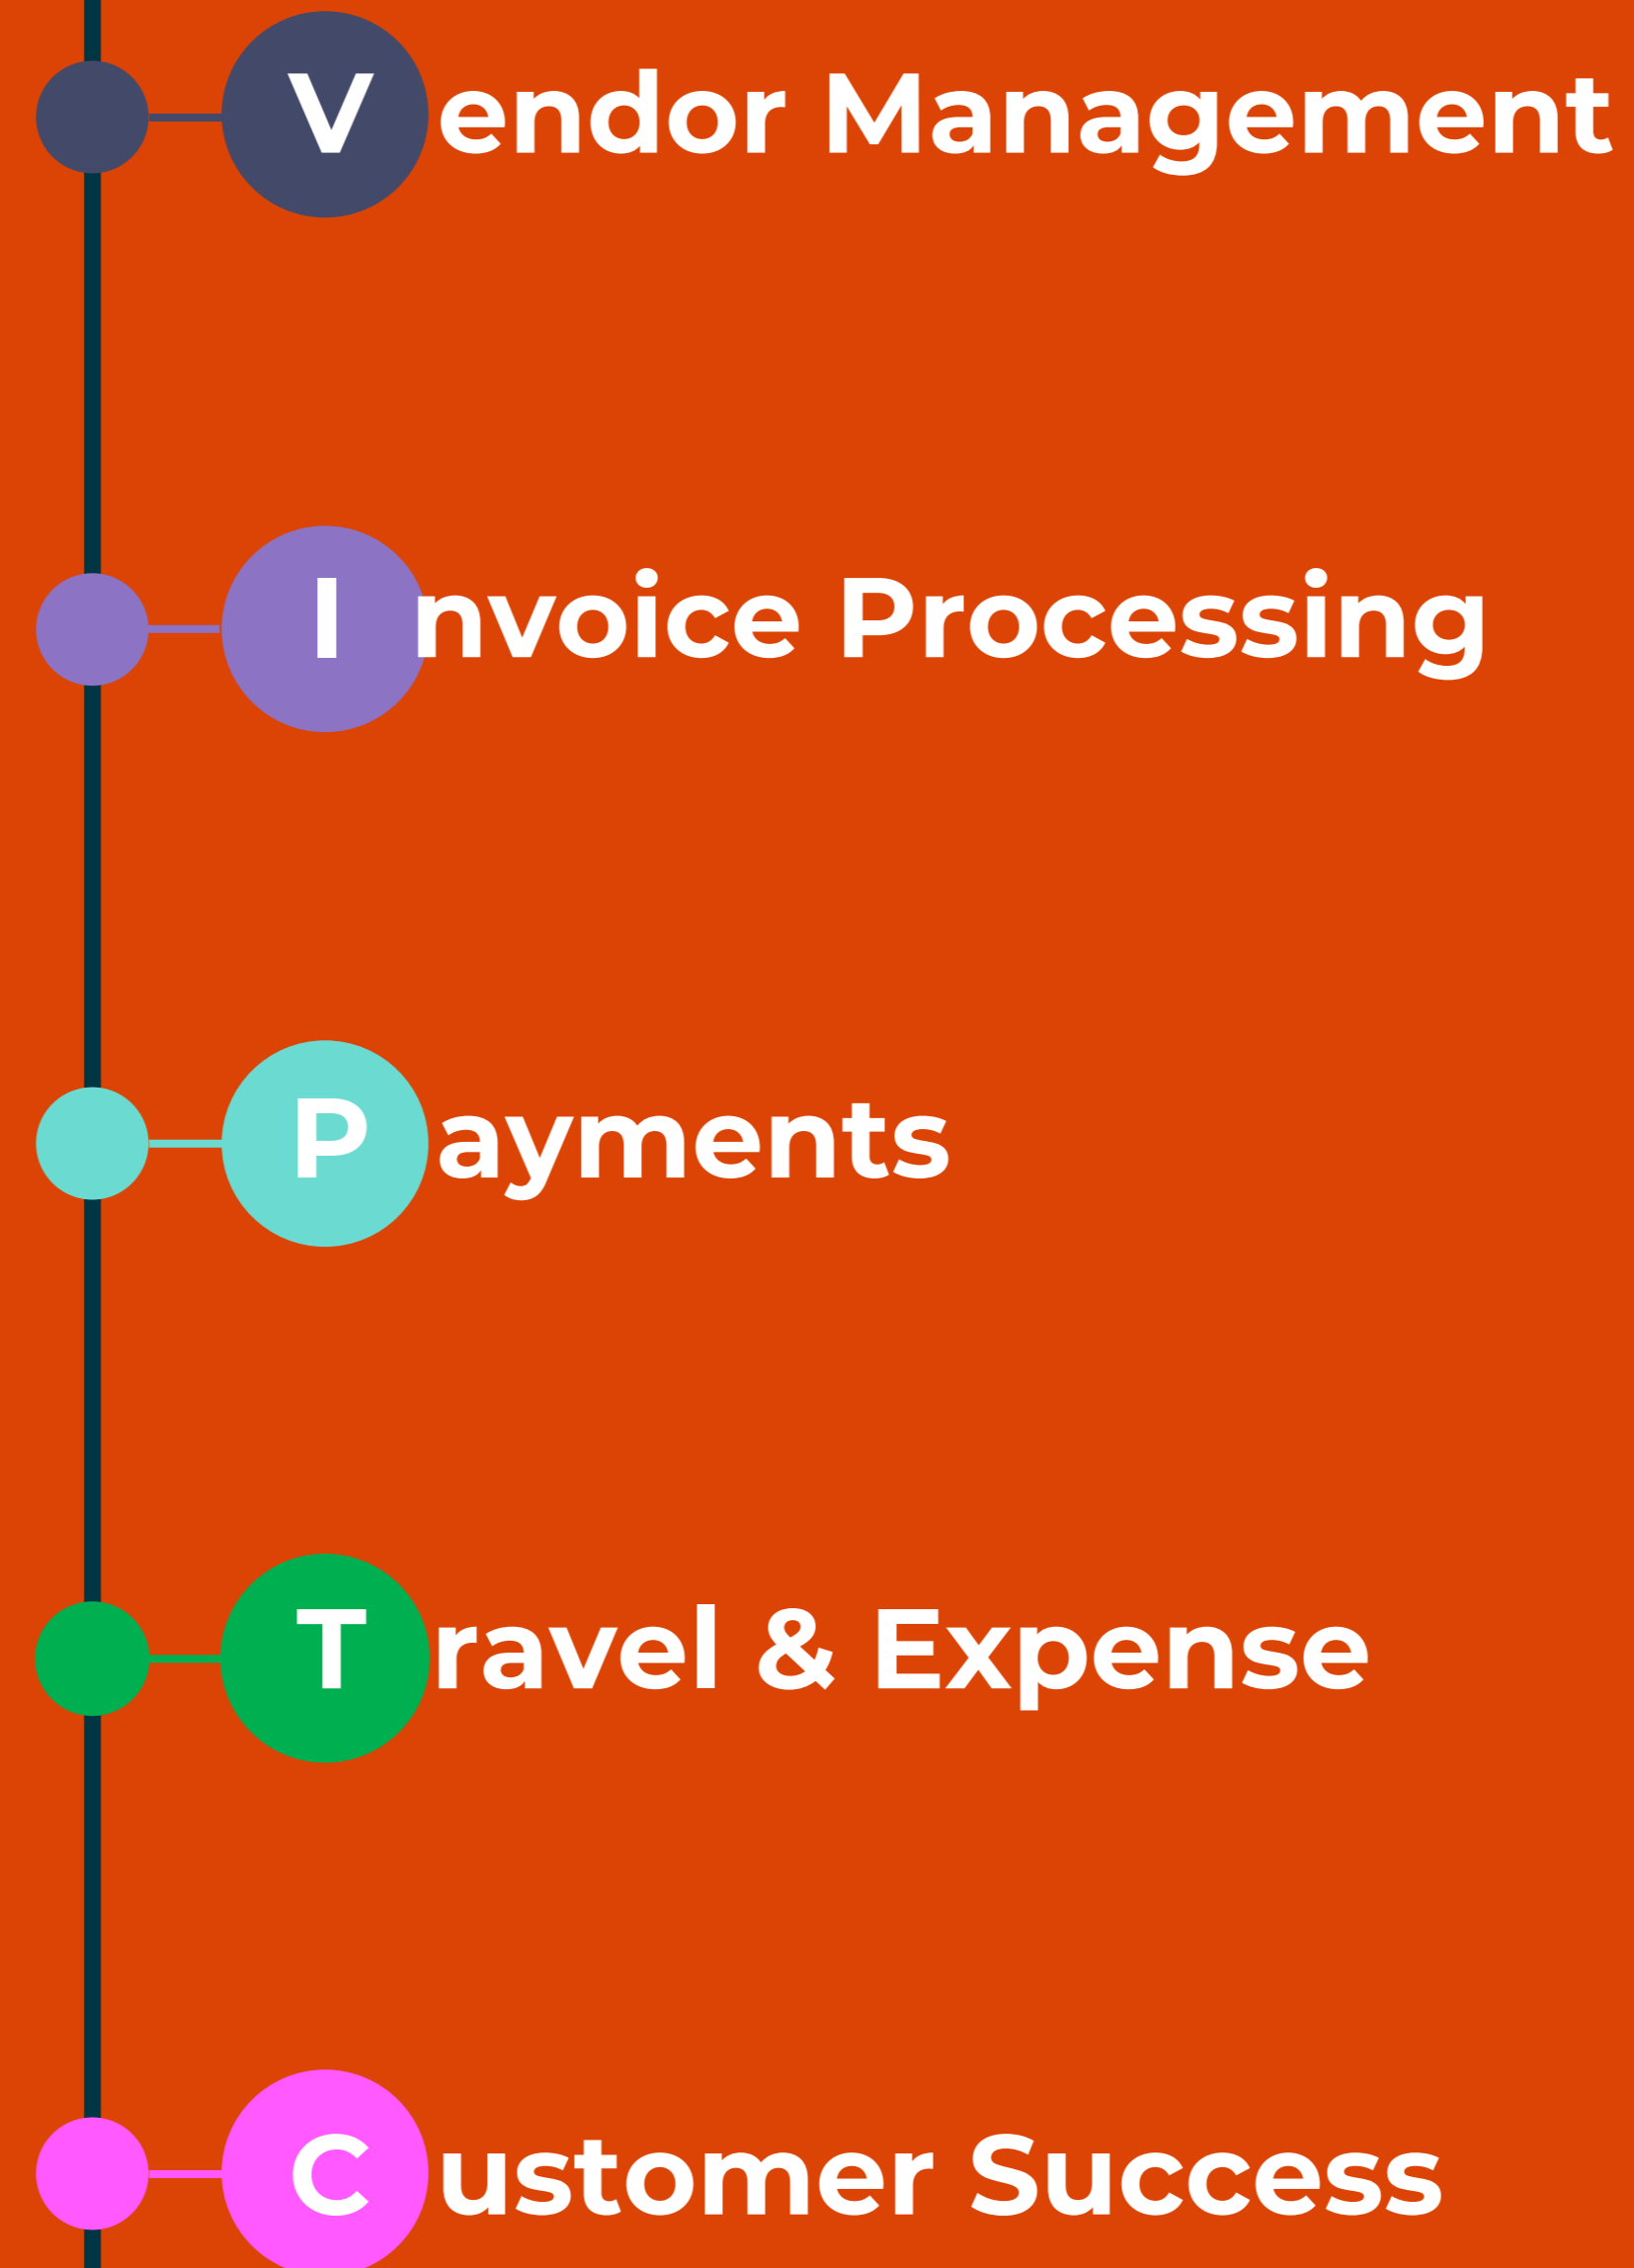 Vendor Management
Invoice Processing
Payments
Travel & Expense
Customer Success